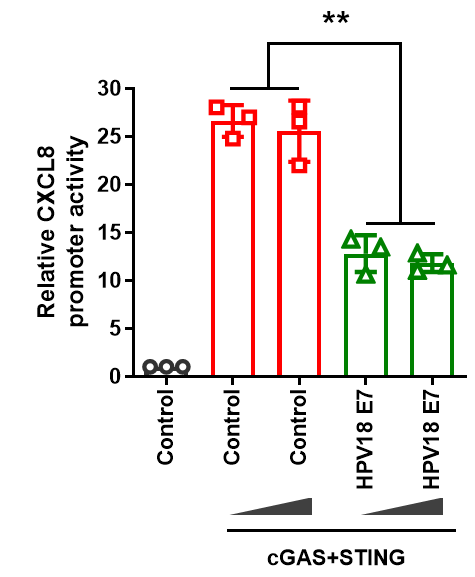 **
Relative CXCL8
promoter activity
30
25
20
15
10
5
0
Control
Control
Control
HPV18 E7
HPV18 E7
cGAS+STING